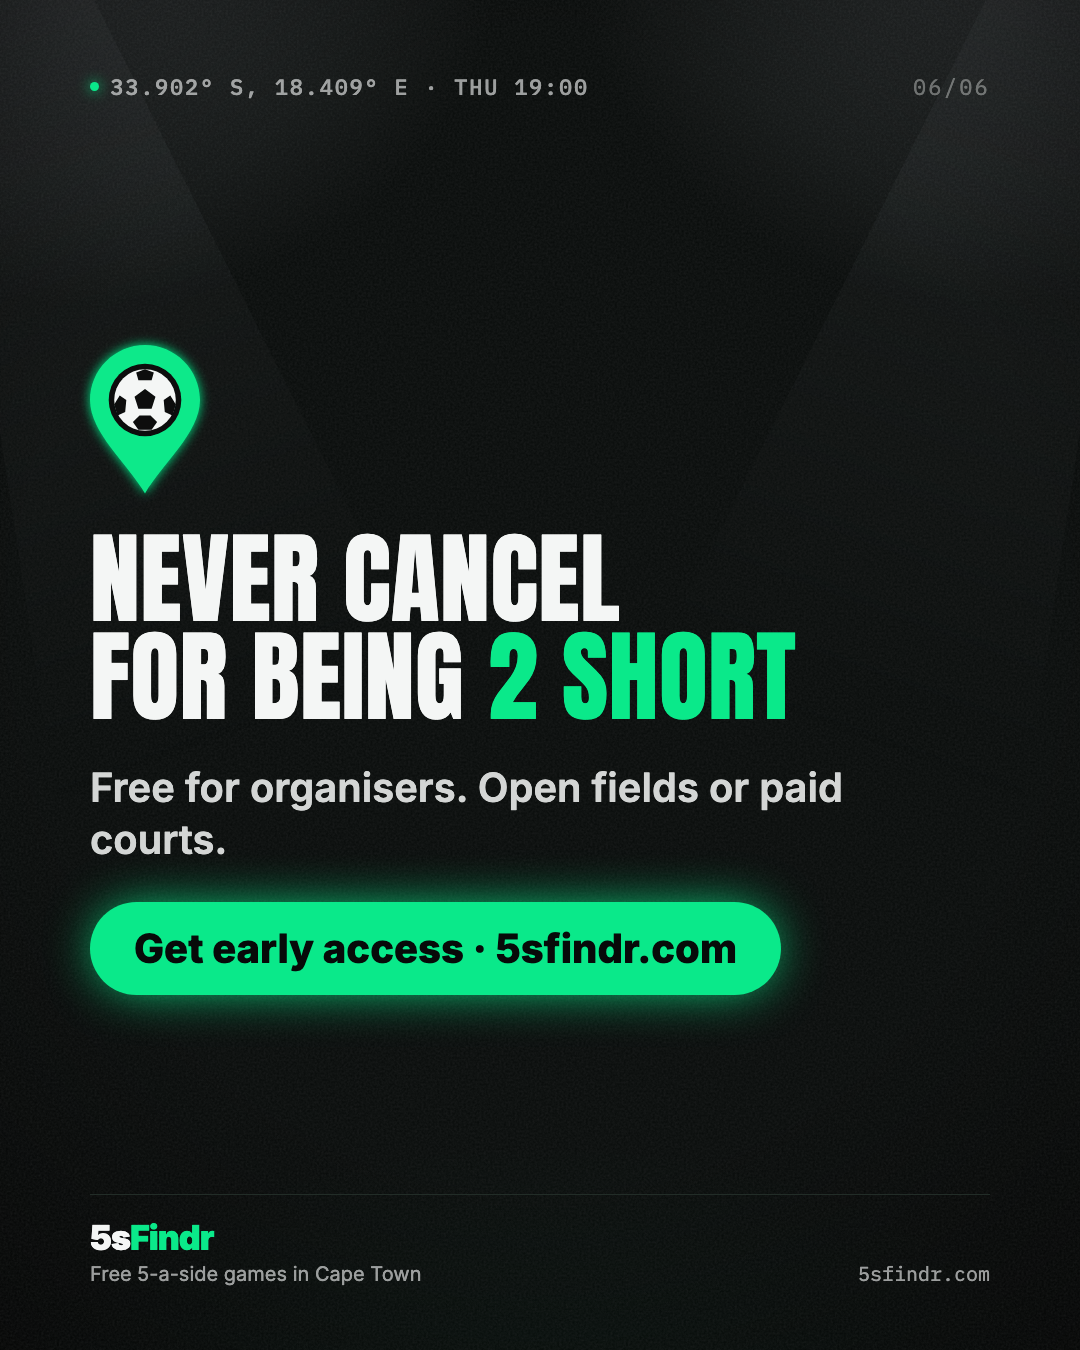 33.902° S, 18.409° E · THU 19:00
06/06
NEVER CANCEL
FOR BEING 2 SHORT
Free for organisers. Open fields or paid
courts.
Get early access · 5sfindr.com
5sFindr
Free 5-a-side games in Cape Town
5sfindr.com